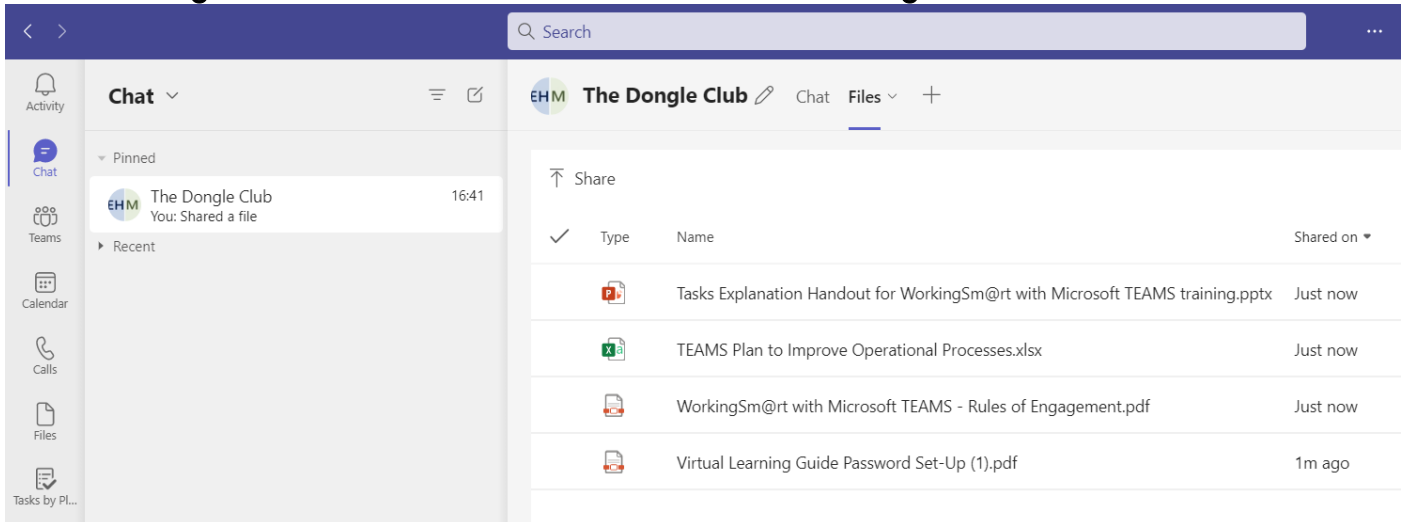 Search
...
Activity
Chat
EHM The Dongle Club Chat Files
Chat
Pinned
EHM The Dongle Club 16:41
You: Shared a file
Recent
Teams
Calendar
Calls
Files
Tasks by Pl...
Share
Type Name Shared on
Tasks Explanation Handout for WorkingSm@rt with Microsoft TEAMS training.pptx Just now
TEAMS Plan to Improve Operational Processes.xlsx Just now
WorkingSm@rt with Microsoft TEAMS - Rules of Engagement.pdf Just now
Virtual Learning Guide Password Set-Up (1).pdf 1m ago